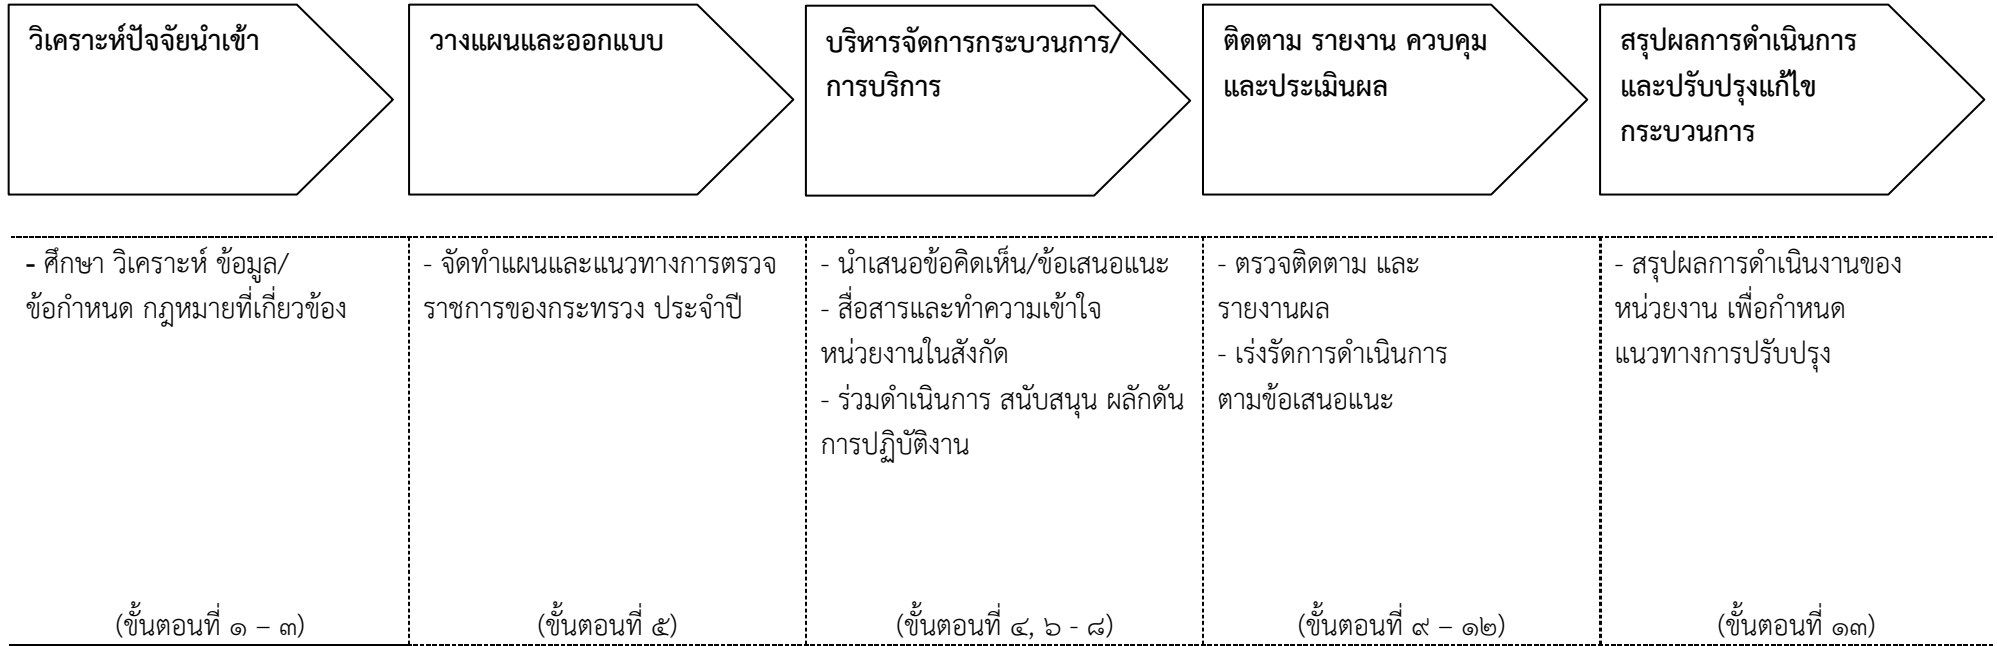 วิเคราะห์ปัจจัยนำเข้า
วางแผนและออกแบบ
บริหารจัดการกระบวนการ/
การบริการ
ติดตาม รายงาน ควบคุม
และประเมินผล
สรุปผลการดำเนินการ
และปรับปรุงแก้ไข
กระบวนการ
- ศึกษา วิเคราะห์ ข้อมูล/
ข้อกำหนด กฎหมายที่เกี่ยวข้อง
(ขั้นตอนที่ ๑ – ๓)
- จัดทำแผนและแนวทางการตรวจ
ราชการของกระทรวง ประจำปี
(ขั้นตอนที่ ๕)
- นำเสนอข้อคิดเห็น/ข้อเสนอแนะ
- สื่อสารและทำความเข้าใจ
หน่วยงานในสังกัด
- ร่วมดำเนินการ สนับสนุน ผลักดัน
การปฏิบัติงาน
(ขั้นตอนที่ ๔, ๖ - ๘)
- ตรวจติดตาม และ
รายงานผล
- เร่งรัดการดำเนินการ
ตามข้อเสนอแนะ
(ขั้นตอนที่ ๙ – ๑๒)
- สรุปผลการดำเนินงานของ
หน่วยงาน เพื่อกำหนด
แนวทางการปรับปรุง
(ขั้นตอนที่ ๑๓)